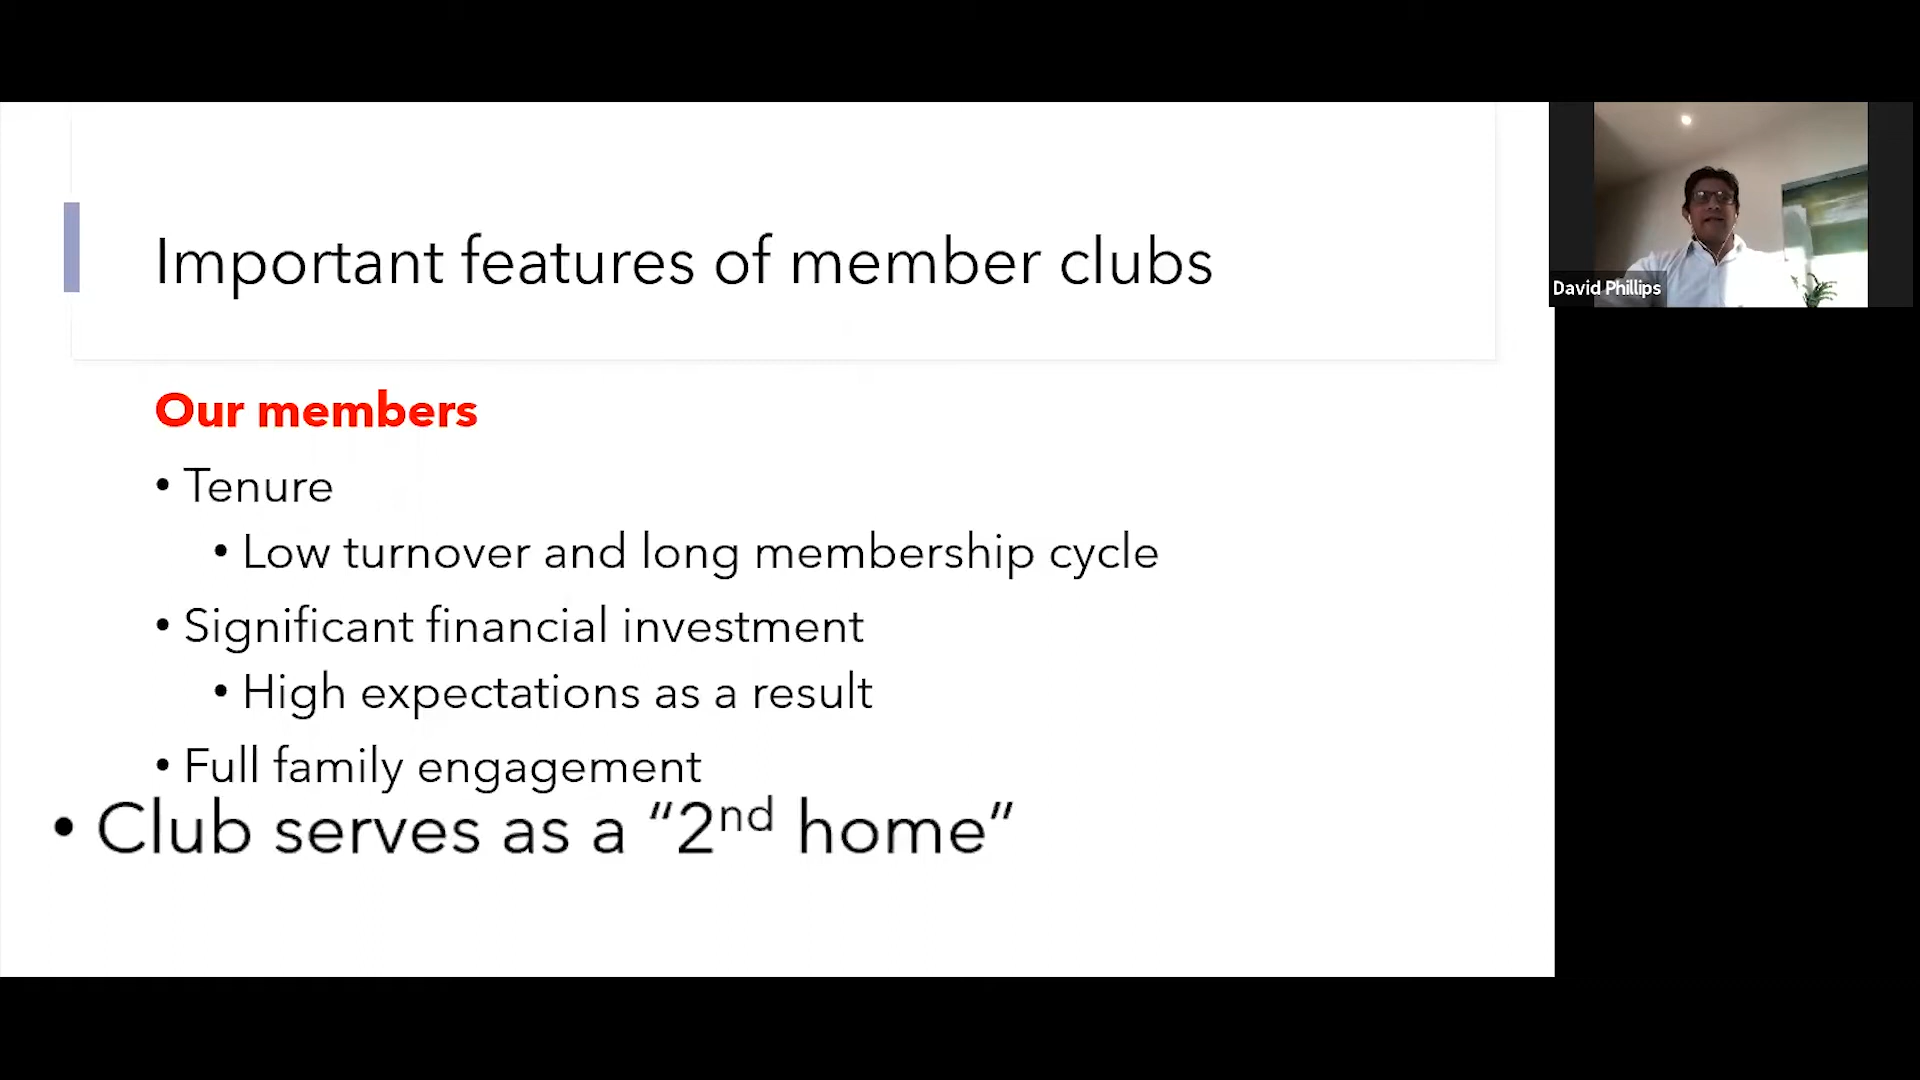 Important features of member clubs
Our members
• Tenure
• Low turnover and long membership cycle
• Significant financial investment
• High expectations as a result
• Full family engagement
• Club serves as a “2nd home”
David Phillips